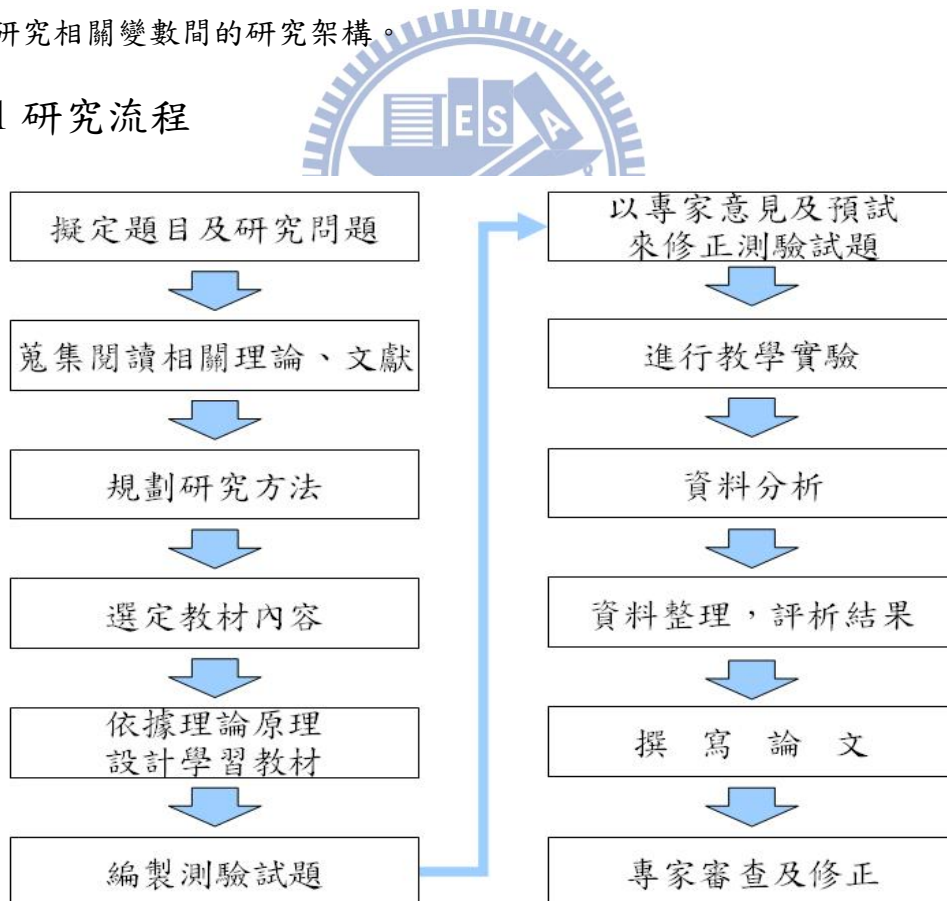 研究相關變數間的研究架構。
1 研究流程
ES
A
&
擬定題目及研究問題
蒐集閱讀相關理論、文獻
規劃研究方法
選定教材內容
依據理論原理
設計學習教材
編製測驗試題
以專家意見及預試
來修正測驗試題
進行教學實驗
資料分析
資料整理，評析結果
撰寫論文
專家審查及修正